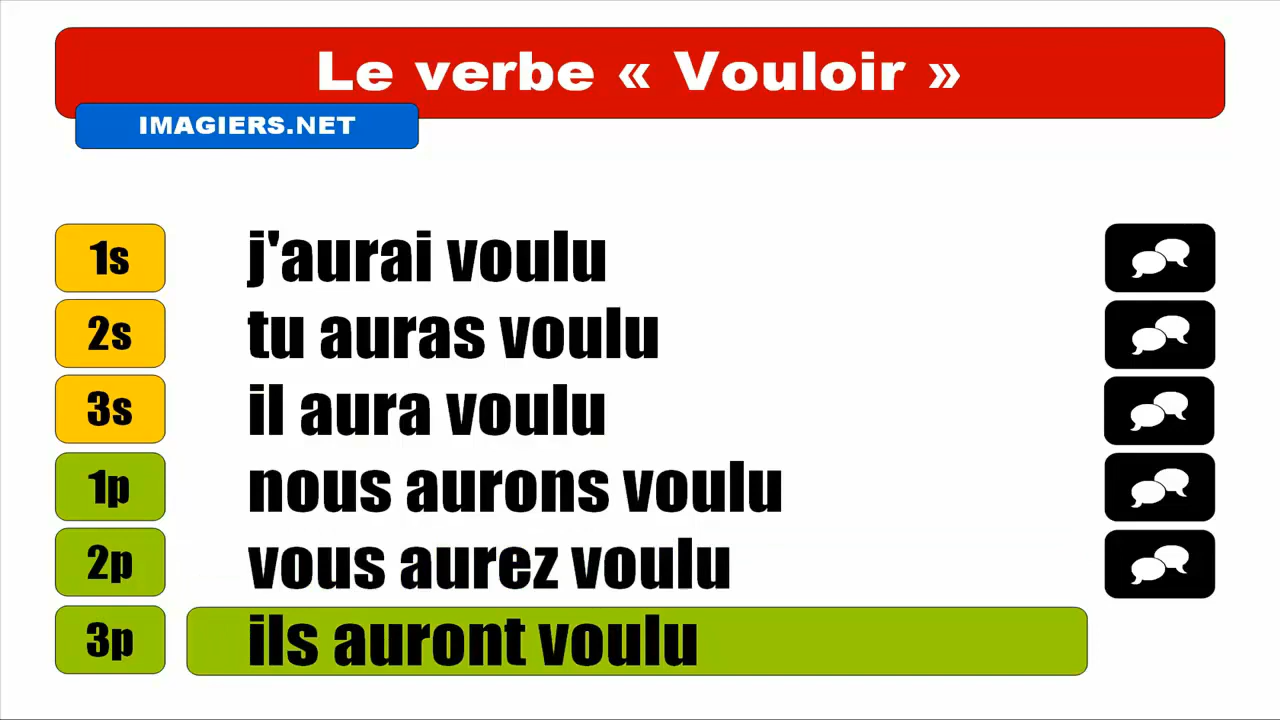 Le verbe « Vouloir »
IMAGIERS.NET
1s j'aurai voulu
2s tu auras voulu
3s il aura voulu
1p nous aurons voulu
2p vous aurez voulu
3p ils auront voulu